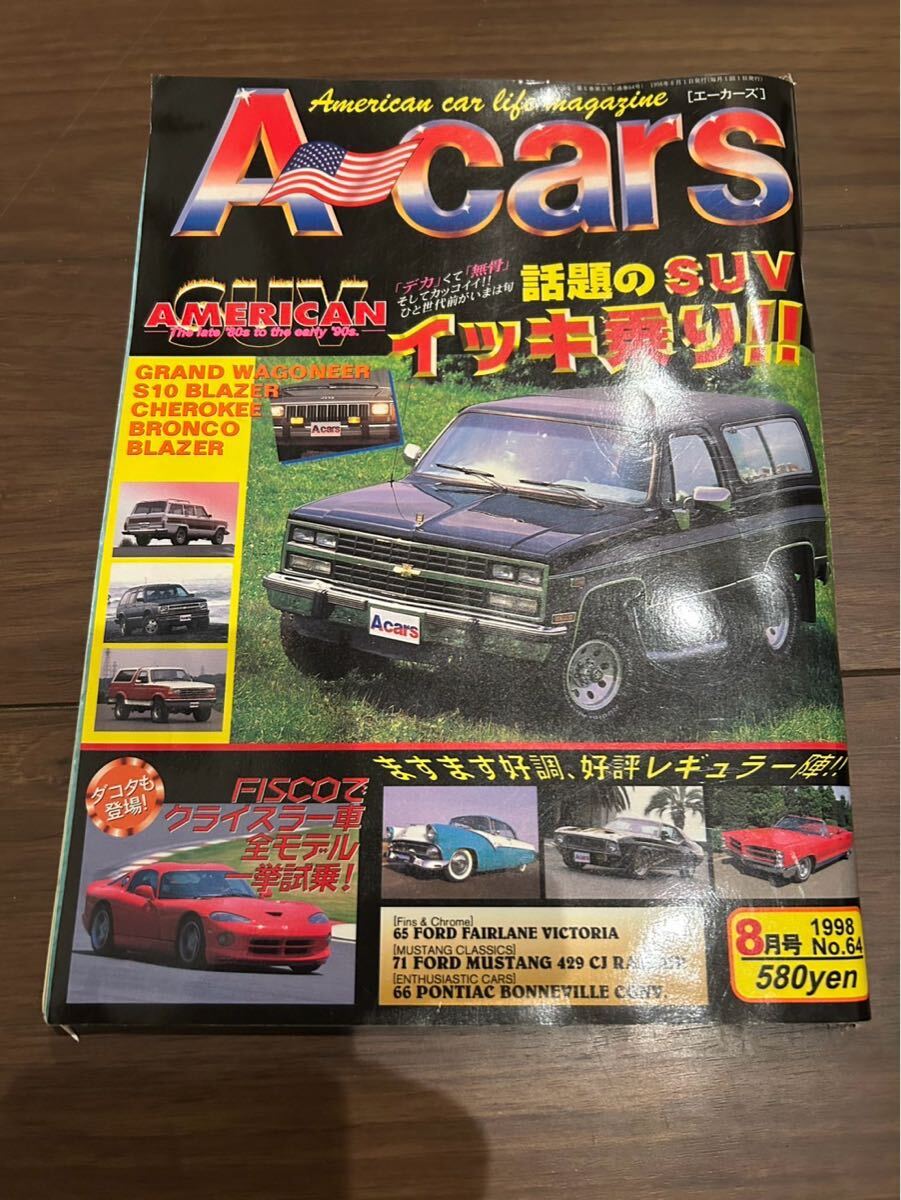 American car life magazine
[エーカーズ]
A cars
「デカ」くて「無骨」
そしてカッコイイ!!
ひと世代前がいまは旬
話題のSUV
イッキ乗り!!
SUV
AMERICAN
The late '80s to the early '90s.
GRAND WAGONEER
S10 BLAZER
CHEROKEE
BRONCO
BLAZER
A cars
A cars
ますます好調、好評レギュラー陣!!
ダコタも
登場!
FISCOで
クライスラー車
全モデル
一挙試乗!
[Fins & Chrome]
65 FORD FAIRLANE VICTORIA
[MUSTANG CLASSICS]
71 FORD MUSTANG 429 CJ
[ENTHUSIASTIC CARS]
66 PONTIAC BONNEVILLE CONV.
8月号
1998
No.64
580yen